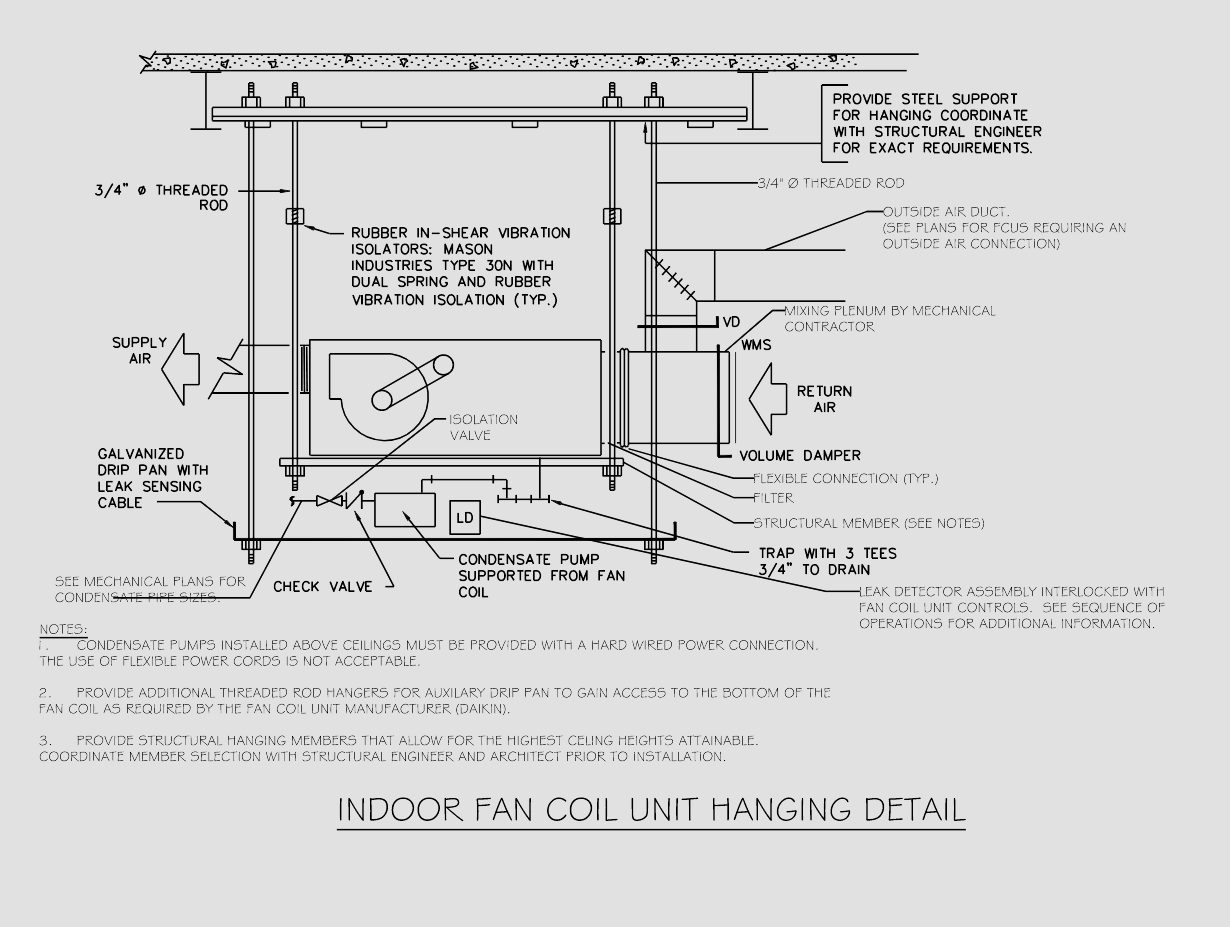 PROVIDE STEEL SUPPORT
FOR HANGING COORDINATE
WITH STRUCTURAL ENGINEER
FOR EXACT REQUIREMENTS.
3/4" Ø THREADED
ROD
3/4" Ø THREADED ROD
OUTSIDE AIR DUCT.
(SEE PLANS FOR FCUS REQUIRING AN
OUTSIDE AIR CONNECTION)
RUBBER IN-SHEAR VIBRATION
ISOLATORS: MASON
INDUSTRIES TYPE 30N WITH
DUAL SPRING AND RUBBER
VIBRATION ISOLATION (TYP.)
MIXING PLENUM BY MECHANICAL
CONTRACTOR
VD
WMS
SUPPLY
AIR
RETURN
AIR
ISOLATION
VALVE
GALVANIZED
DRIP PAN WITH
LEAK SENSING
CABLE
VOLUME DAMPER
FLEXIBLE CONNECTION (TYP.)
FILTER
STRUCTURAL MEMBER (SEE NOTES)
LD
TRAP WITH 3 TEES
3/4" TO DRAIN
CONDENSATE PUMP
SUPPORTED FROM FAN
COIL
CHECK VALVE
SEE MECHANICAL PLANS FOR
CONDENSATE PIPE SIZES.
LEAK DETECTOR ASSEMBLY INTERLOCKED WITH
FAN COIL UNIT CONTROLS. SEE SEQUENCE OF
OPERATIONS FOR ADDITIONAL INFORMATION.
NOTES:
1. CONDENSATE PUMPS INSTALLED ABOVE CEILINGS MUST BE PROVIDED WITH A HARD WIRED POWER CONNECTION.
THE USE OF FLEXIBLE POWER CORDS IS NOT ACCEPTABLE.
2. PROVIDE ADDITIONAL THREADED ROD HANGERS FOR AUXILARY DRIP PAN TO GAIN ACCESS TO THE BOTTOM OF THE
FAN COIL AS REQUIRED BY THE FAN COIL UNIT MANUFACTURER (DAIKIN).
3. PROVIDE STRUCTURAL HANGING MEMBERS THAT ALLOW FOR THE HIGHEST CELING HEIGHTS ATTAINABLE.
COORDINATE MEMBER SELECTION WITH STRUCTURAL ENGINEER AND ARCHITECT PRIOR TO INSTALLATION.
INDOOR FAN COIL UNIT HANGING DETAIL